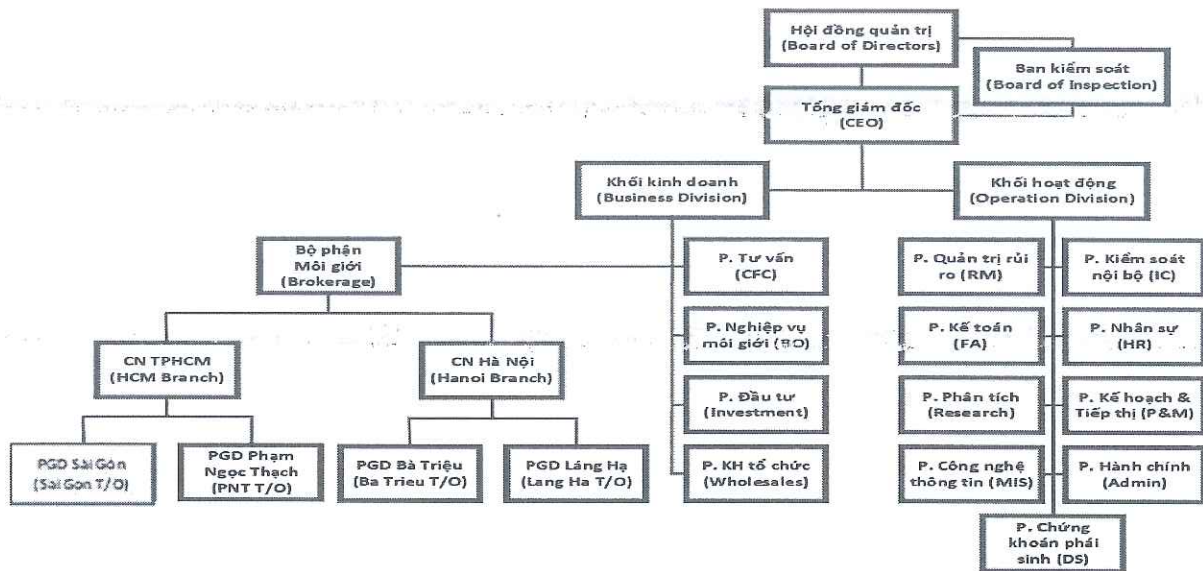 Hội đồng quản trị
(Board of Directors)
Ban kiểm soát
(Board of Inspection)
Tổng giám đốc
(CEO)
Khối kinh doanh
(Business Division)
Khối hoạt động
(Operation Division)
Bộ phận
Môi giới
(Brokerage)
P. Tư vấn
(CFC)
P. Quản trị rủi
ro (RM)
P. Kiểm soát
nội bộ (IC)
CN TPHCM
(HCM Branch)
CN Hà Nội
(Hanoi Branch)
P. Nghiệp vụ
môi giới (BO)
P. Kế toán
(FA)
P. Nhân sự
(HR)
P. Đầu tư
(Investment)
P. Phân tích
(Research)
P. Kế hoạch &
Tiếp thị (P&M)
PGD Sài Gòn
(Sai Gon T/O)
PGD Phạm
Ngọc Thạch
(PNT T/O)
PGD Bà Triệu
(Ba Trieu T/O)
PGD Láng Hạ
(Lang Ha T/O)
P. KH tổ chức
(Wholesales)
P. Công nghệ
thông tin (MIS)
P. Hành chính
(Admin)
P. Chứng
khoán phái
sinh (DS)